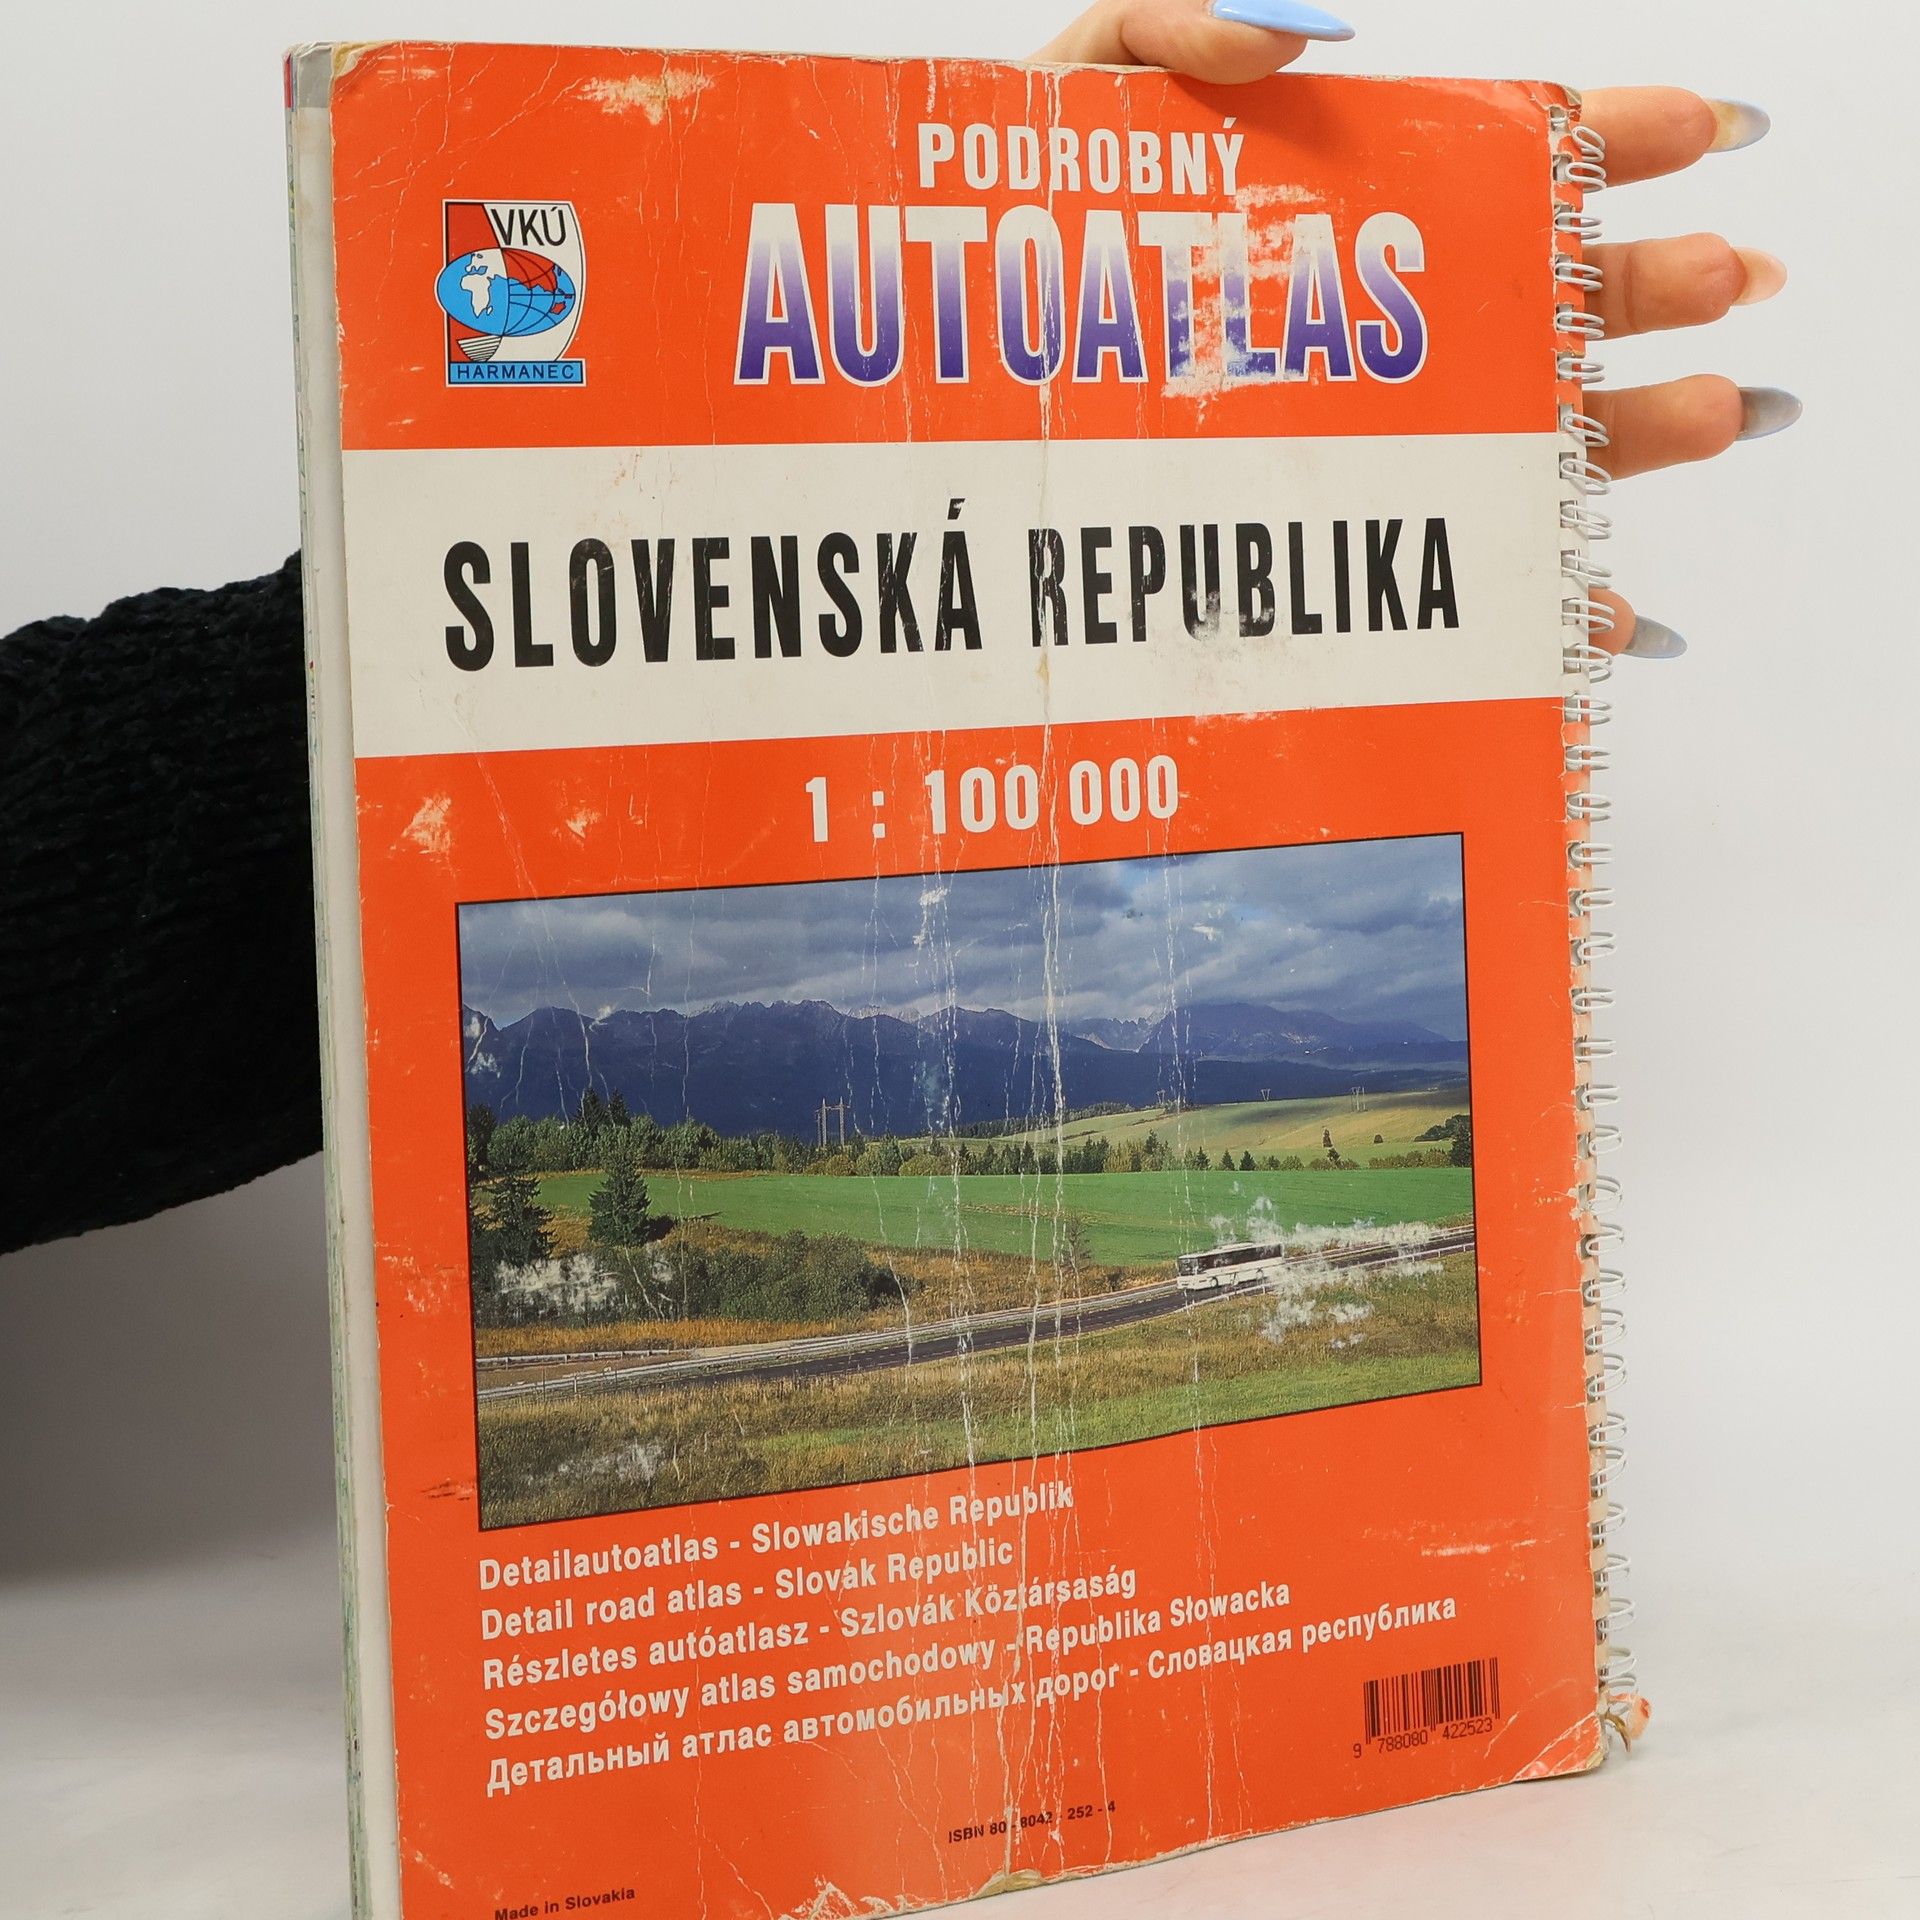 PODROBNÝ
AUTOATLAS
VKÚ
HARMANEC
SLOVENSKÁ REPUBLIKA
1 : 100 000
Detailautoatlas - Slowakische Republik
Detail road atlas - Slovak Republic
Részletes autóatlasz - Szlovák Köztársaság
Szczegółowy atlas samochodowy - Republika Słowacka
Детальный атлас автомобильных дорог - Словацкая республика
9 788080 422523
ISBN 80 - 8042 - 252 - 4
Made in Slovakia